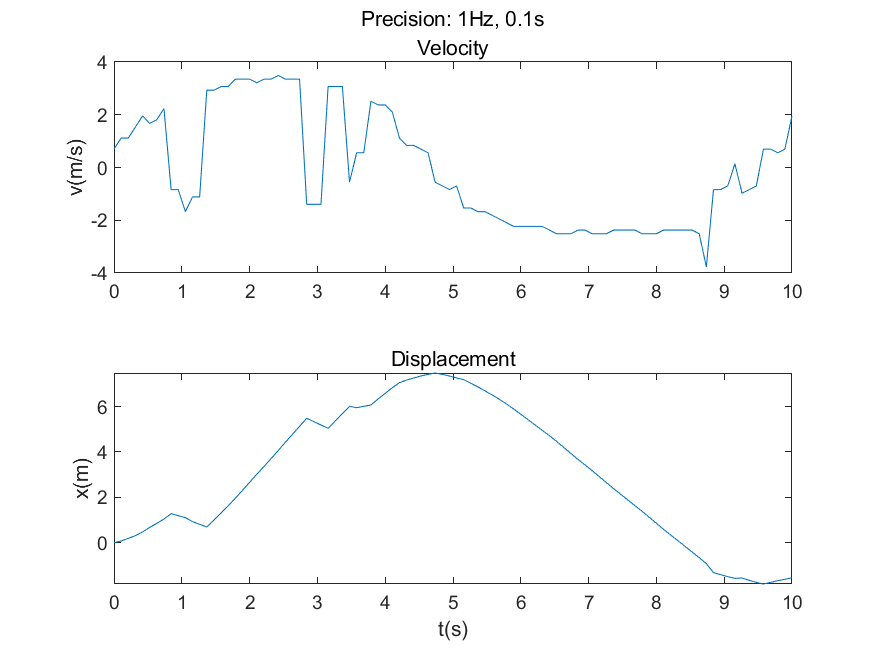 Precision: 1Hz, 0.1s
Velocity
4
2
0
-2
-4
v(m/s)
0 1 2 3 4 5 6 7 8 9 10
Displacement
6
4
2
0
x(m)
0 1 2 3 4 5 6 7 8 9 10
t(s)